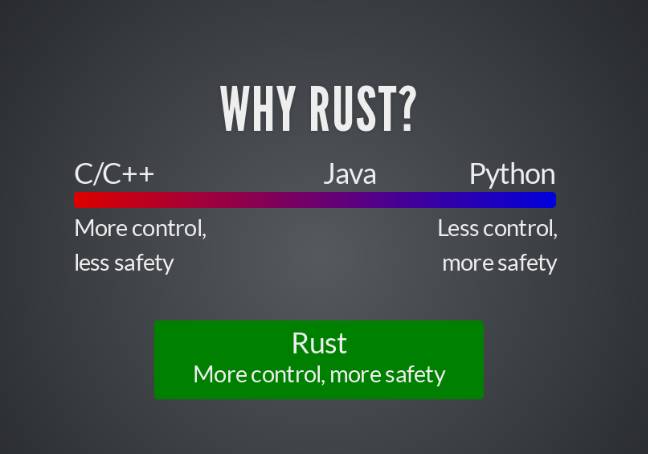 WHY RUST?
C/C++ Java Python
More control, Less control,
less safety more safety
Rust
More control, more safety